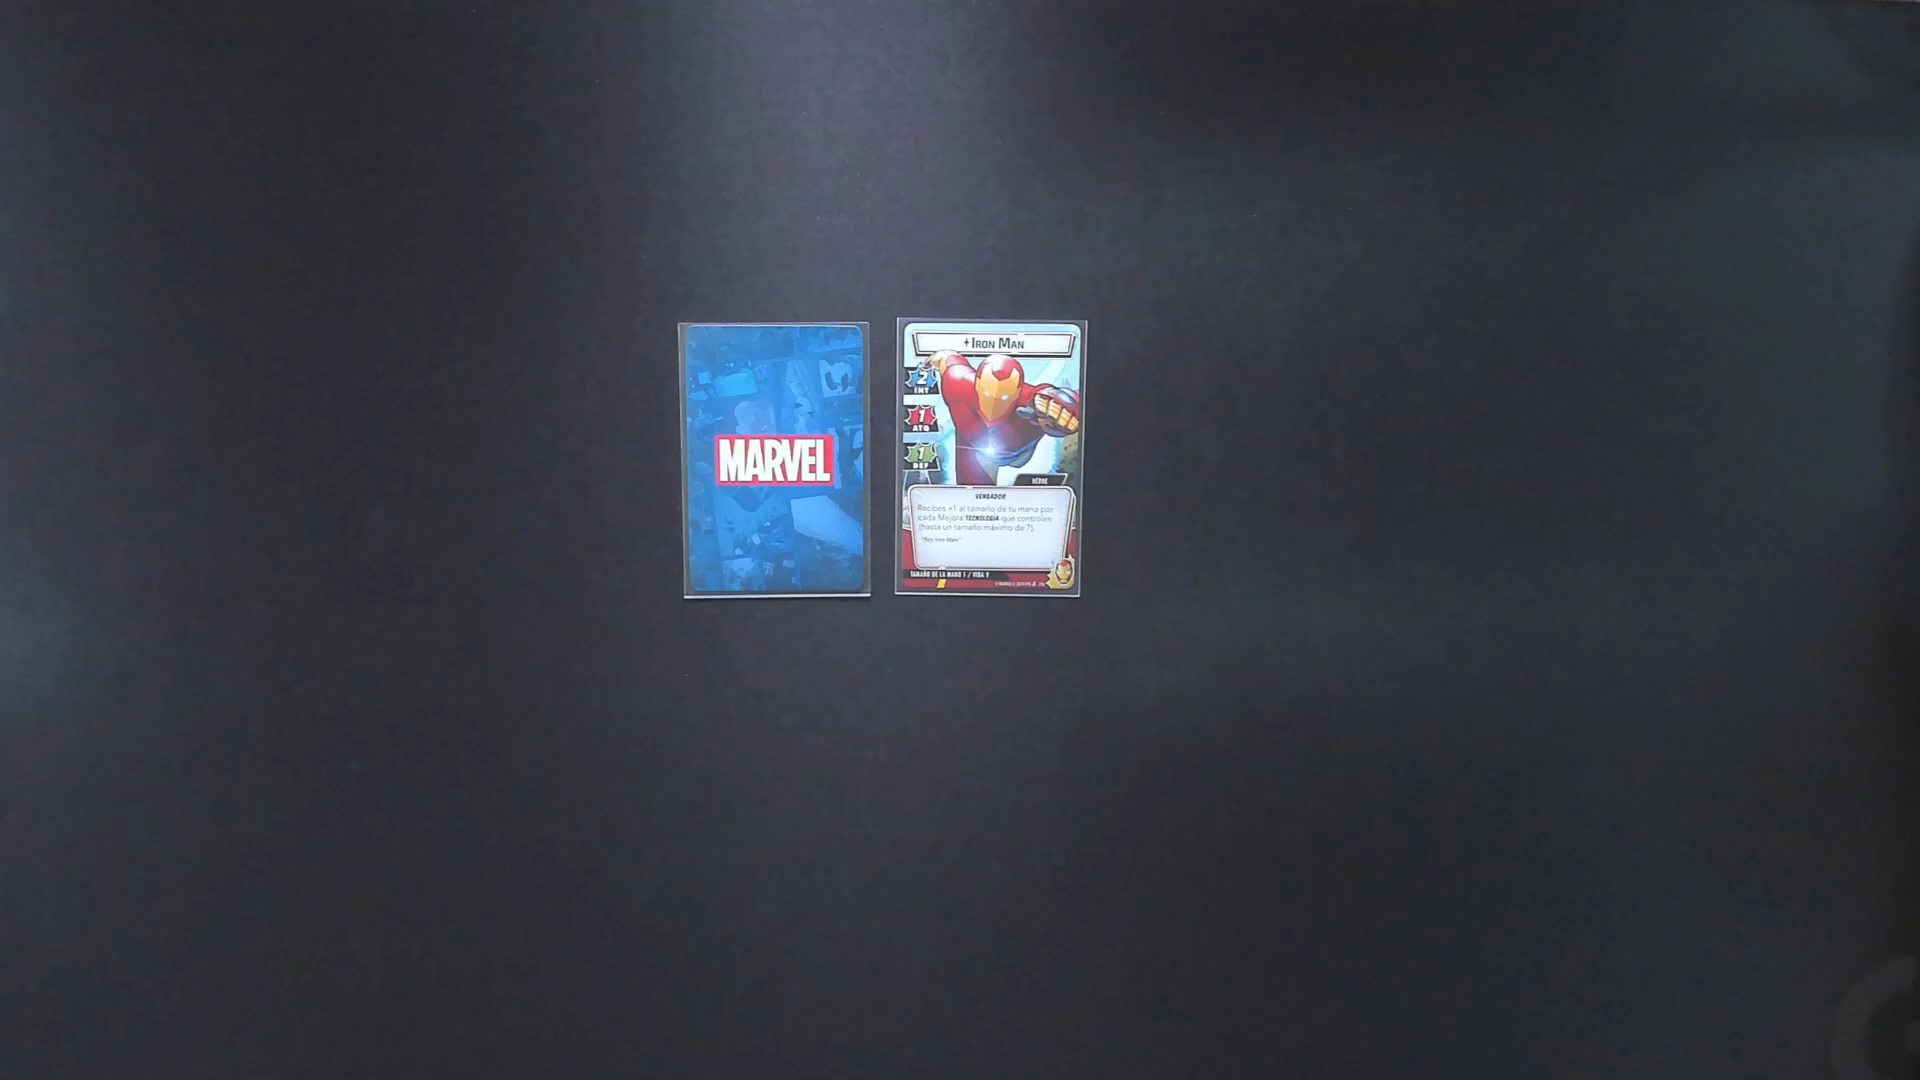 MARVEL
IRON MAN
2
INT
1
ATQ
1
DEF
HÉROE
VENGADOR
Recibes +1 al tamaño de tu mano por
cada Mejora TECNOLOGÍA que controles
(hasta un tamaño máximo de 7).
TAMAÑO DE LA MANO 1 / VIDA 9